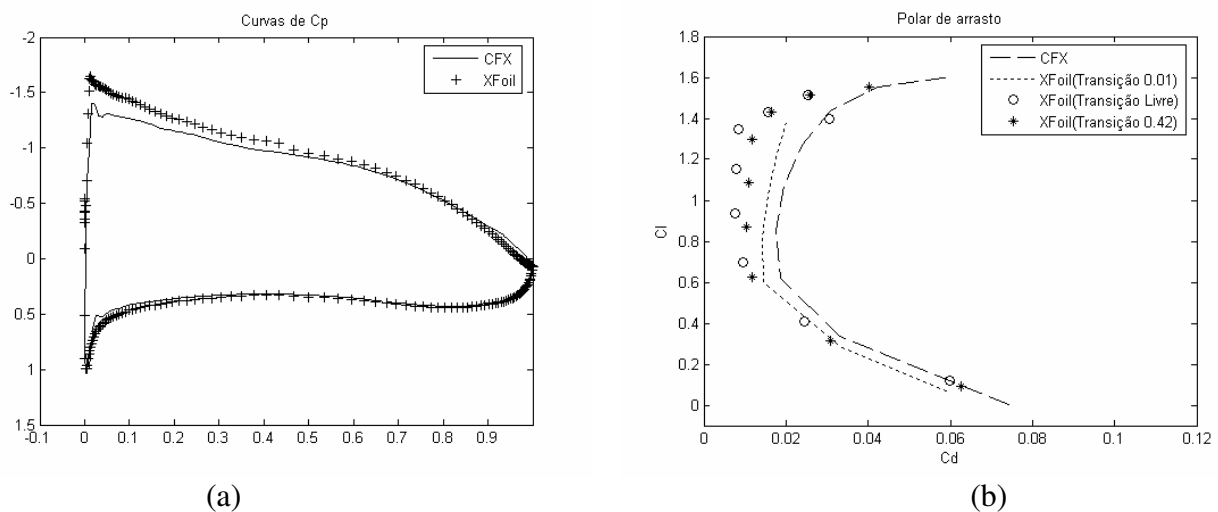 Curvas de Cp
-2
-1.5
-1
-0.5
0
0.5
1
1.5
-0.1 0 0.1 0.2 0.3 0.4 0.5 0.6 0.7 0.8 0.9
CFX
XFoil
(a)
Polar de arrasto
1.8
1.6
1.4
1.2
1
0.8
0.6
0.4
0.2
0
Cl
0 0.02 0.04 0.06 0.08 0.1 0.12
Cd
CFX
XFoil(Transição 0.01)
XFoil(Transição Livre)
XFoil(Transição 0.42)
(b)